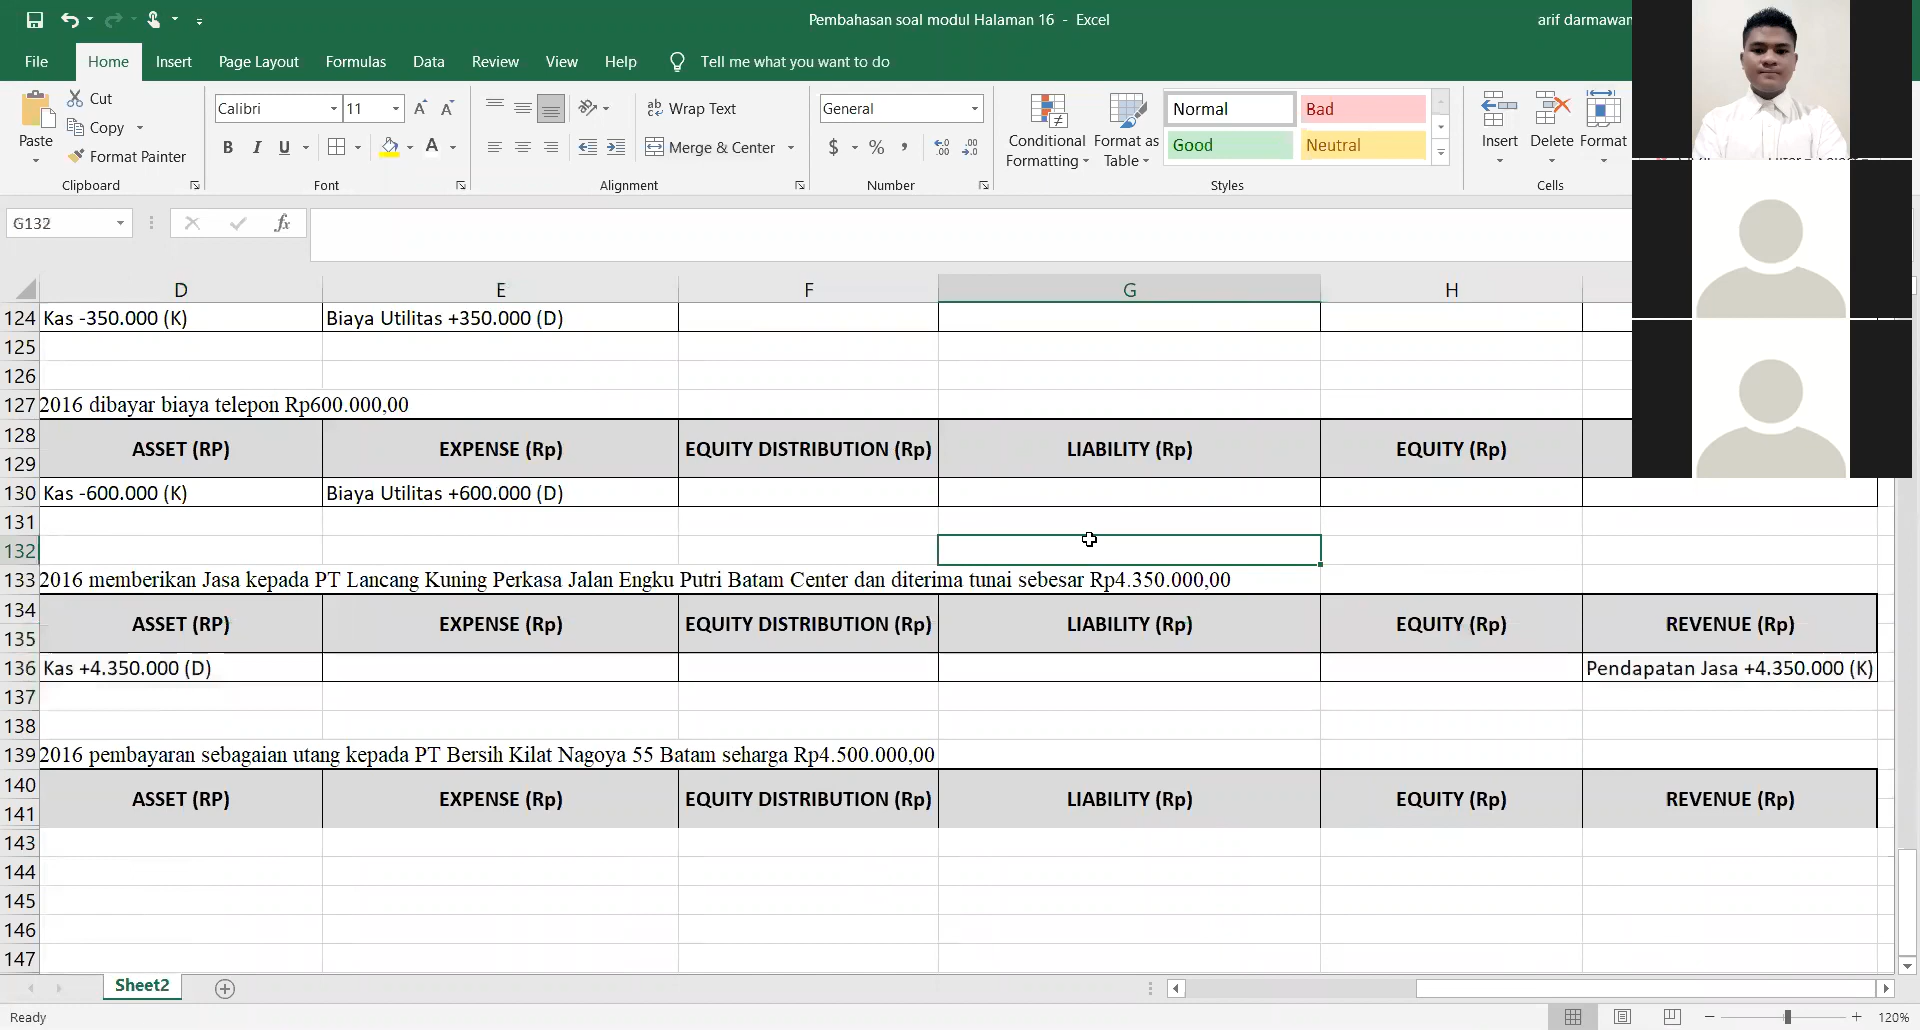 Pembahasan soal modul Halaman 16 - Excel
arif darmawan
File Home Insert Page Layout Formulas Data Review View Help Tell me what you want to do
Paste
Cut
Copy
Format Painter
Clipboard
Calibri 11
B I U
Font
Wrap Text
Merge & Center
Alignment
General
$ % ,
Number
Conditional Formatting
Format as Table
Normal Bad
Good Neutral
Styles
Insert Delete Format
Cells
G132 fx
D E F G H
124 Kas -350.000 (K) Biaya Utilitas +350.000 (D)
125
126
127 2016 dibayar biaya telepon Rp600.000,00
128
129 ASSET (RP) EXPENSE (Rp) EQUITY DISTRIBUTION (Rp) LIABILITY (Rp) EQUITY (Rp)
130 Kas -600.000 (K) Biaya Utilitas +600.000 (D)
131
132
133 2016 memberikan Jasa kepada PT Lancang Kuning Perkasa Jalan Engku Putri Batam Center dan diterima tunai sebesar Rp4.350.000,00
134
135 ASSET (RP) EXPENSE (Rp) EQUITY DISTRIBUTION (Rp) LIABILITY (Rp) EQUITY (Rp) REVENUE (Rp)
136 Kas +4.350.000 (D) Pendapatan Jasa +4.350.000 (K)
137
138
139 2016 pembayaran sebagaian utang kepada PT Bersih Kilat Nagoya 55 Batam seharga Rp4.500.000,00
140
141 ASSET (RP) EXPENSE (Rp) EQUITY DISTRIBUTION (Rp) LIABILITY (Rp) EQUITY (Rp) REVENUE (Rp)
143
144
145
146
147
Sheet2
Ready 120%